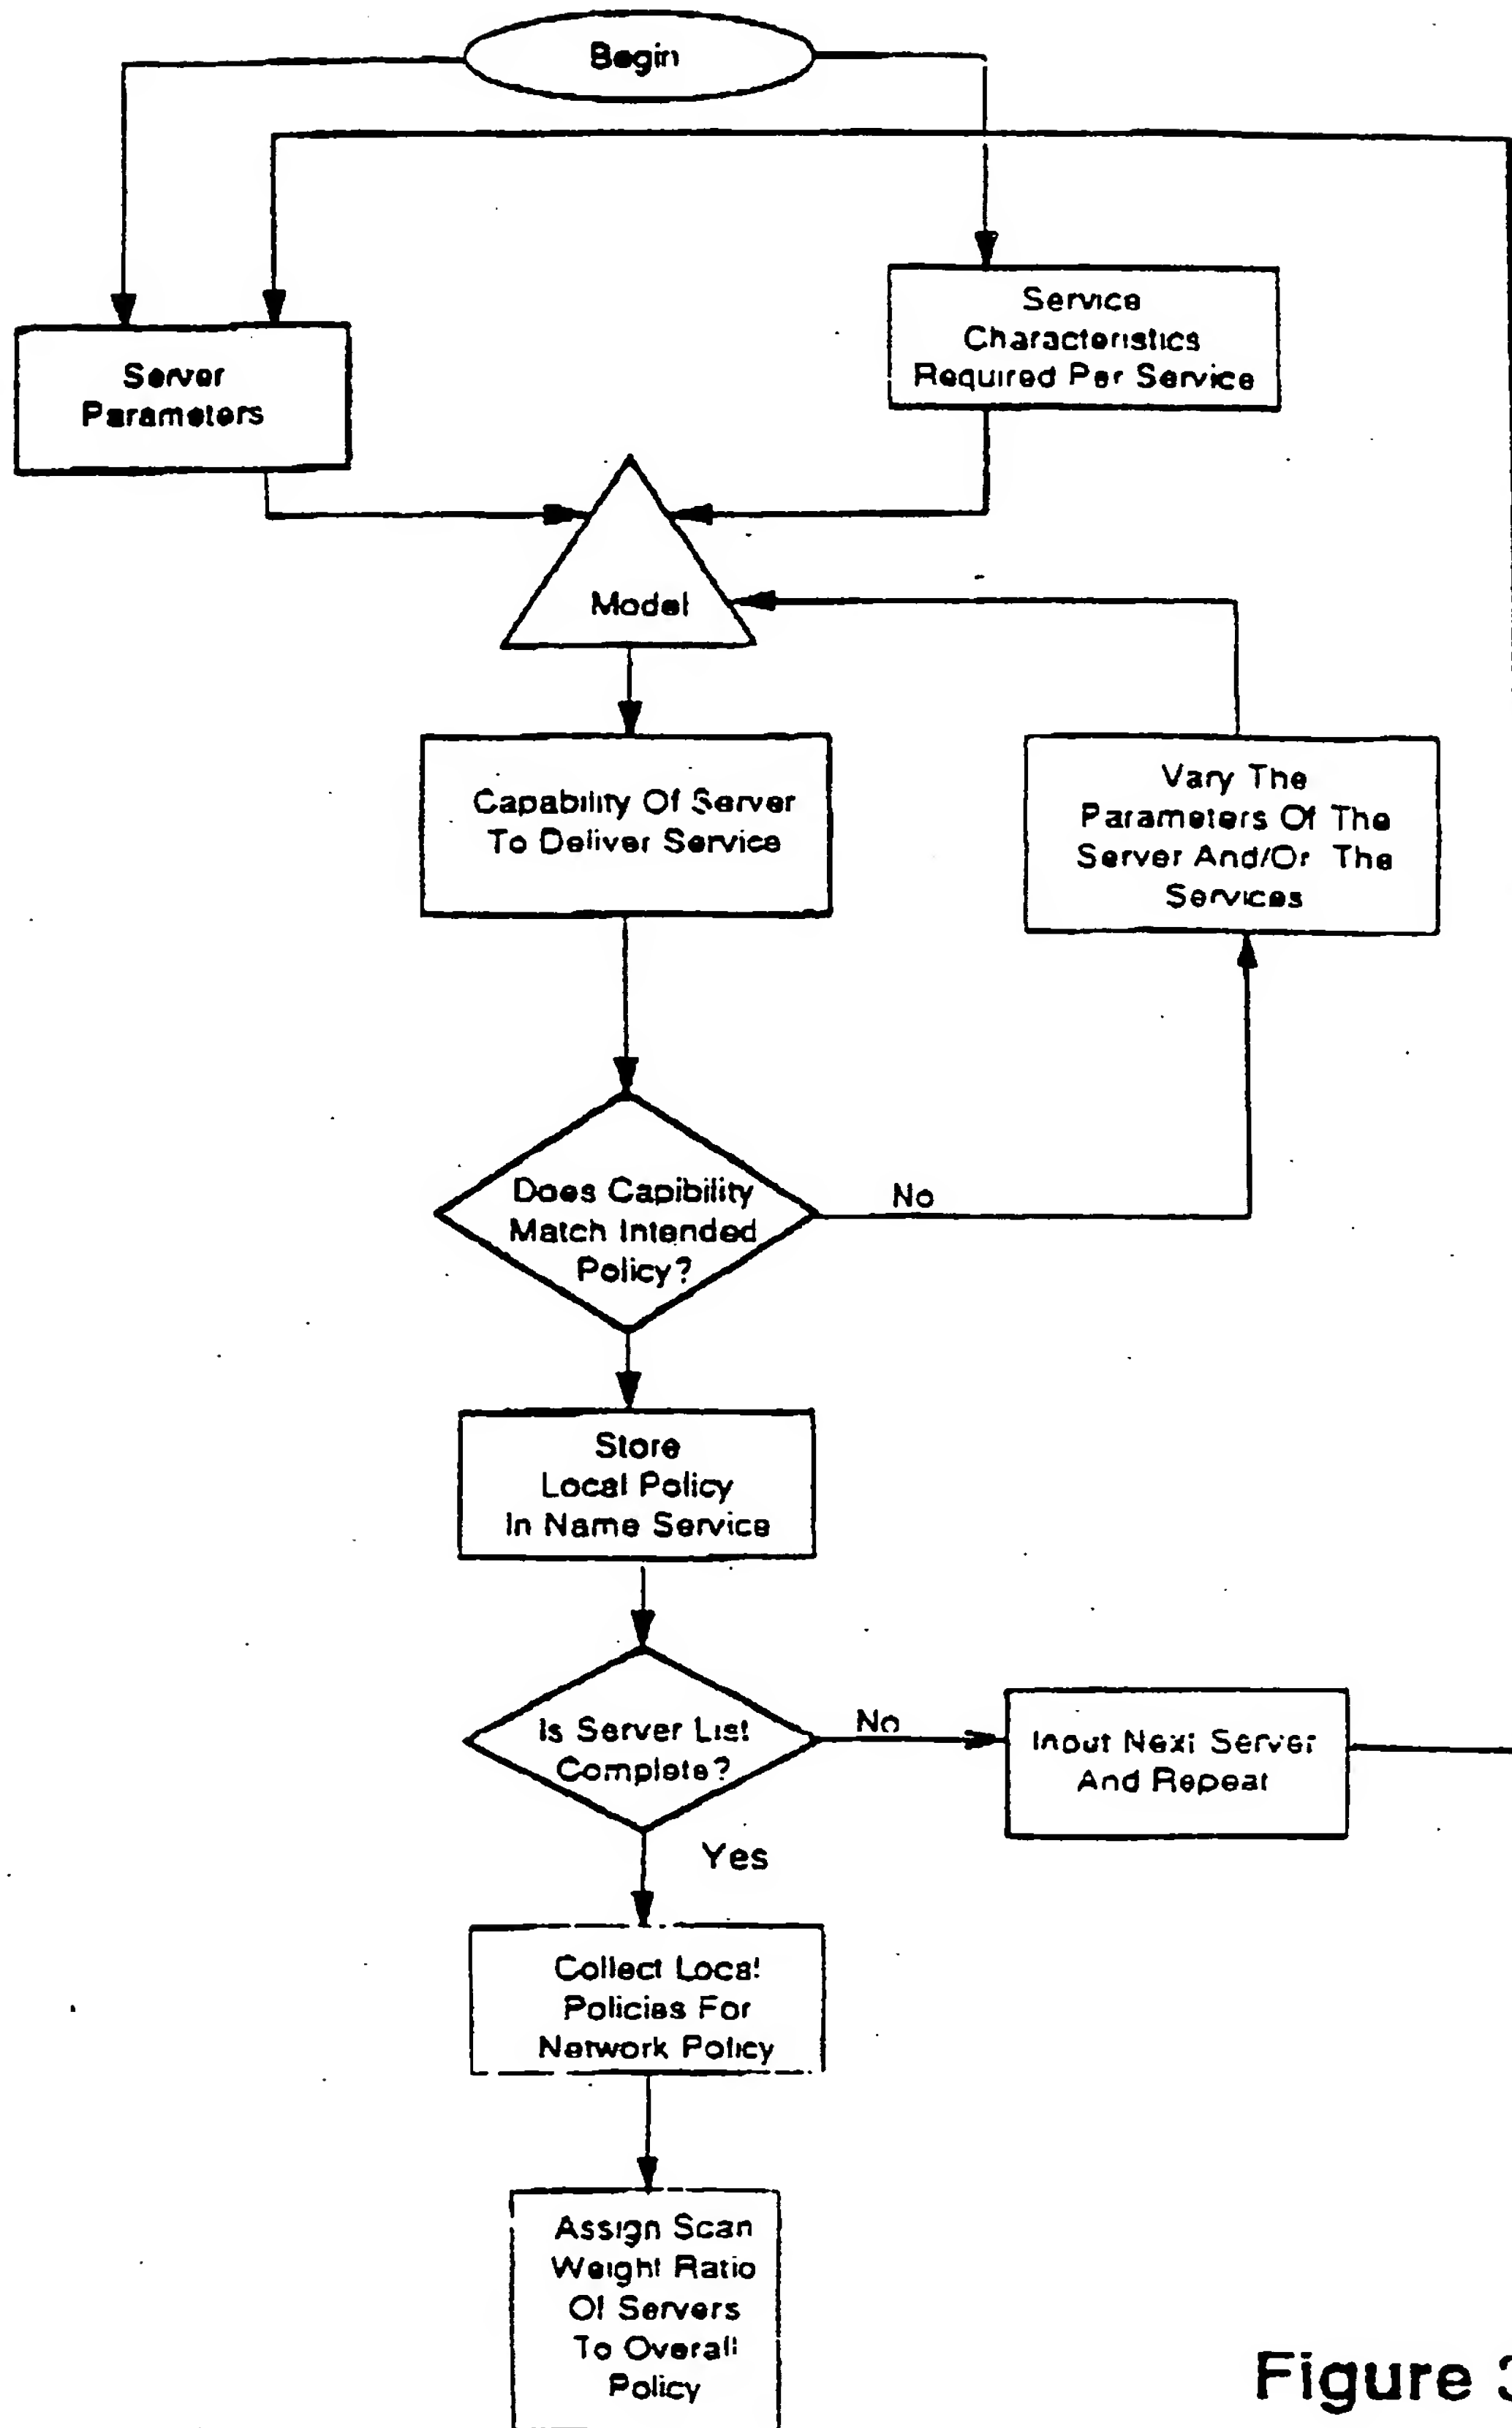 Begin
Service
Characteristics
Required Per Service
Server
Parameters
Model
Capability Of Server
To Deliver Service
Vary The
Parameters Of The
Server And/Or The
Services
Does Capibility
Match Intended
Policy?
No
Store
Local Policy
In Name Service
Is Server List
Complete?
No
Input Next Server
And Repeat
Yes
Collect Local
Policies For
Network Policy
Assign Scan
Weight Ratio
Of Servers
To Overall
Policy
Figure 3